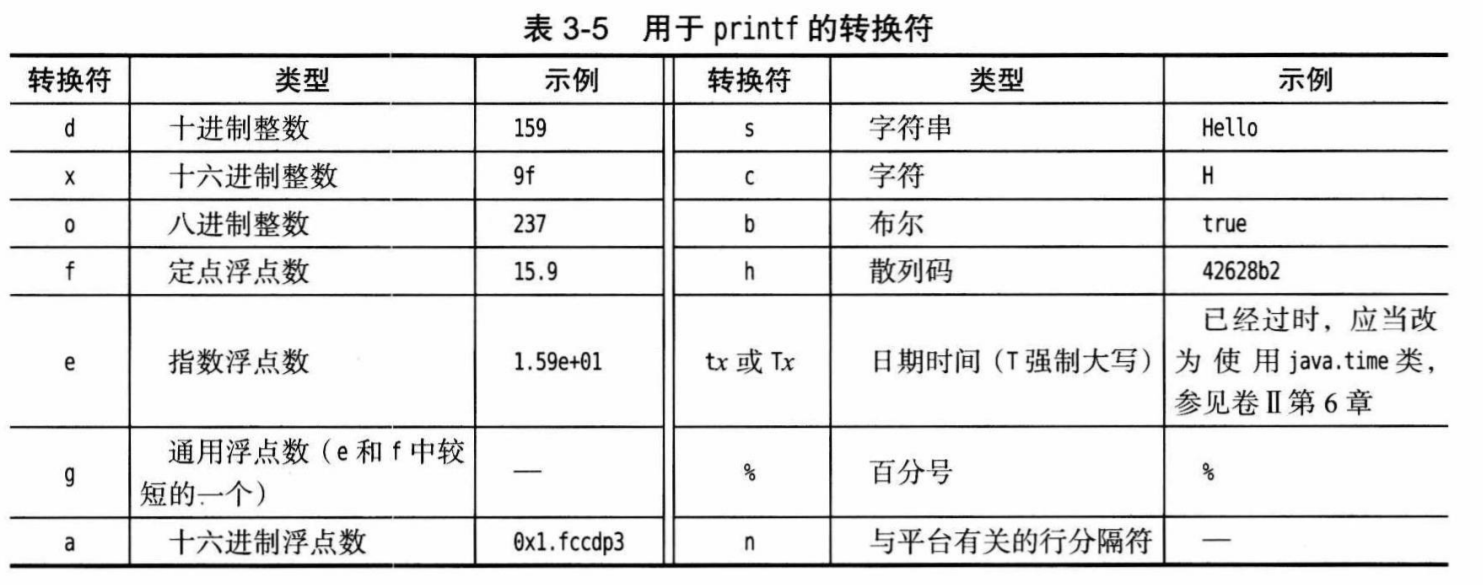 表 3-5 用于 printf 的转换符
转换符 类型 示例 转换符 类型 示例
d 十进制整数 159 s 字符串 Hello
x 十六进制整数 9f c 字符 H
o 八进制整数 237 b 布尔 true
f 定点浮点数 15.9 h 散列码 42628b2
e 指数浮点数 1.59e+01 tx 或 Tx 日期时间（T 强制大写） 已经过时，应当改
为使用 java.time 类，
参见卷Ⅱ第 6 章
g 通用浮点数（e 和 f 中较
短的一个） — % 百分号 %
a 十六进制浮点数 0x1.fccdp3 n 与平台有关的行分隔符 —